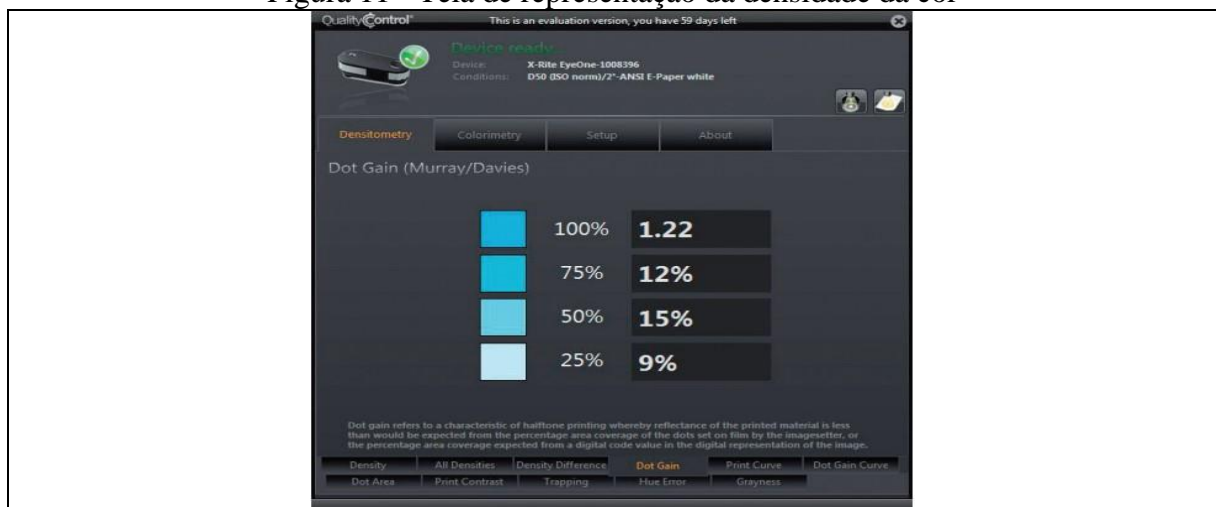 Figura 11 – Tela de representação da densidade da cor
QualityControl
This is an evaluation version, you have 59 days left
Device ready...
Device: X-Rite EyeOne-1008396
Conditions: D50 (ISO norm)/2°-ANSI E-Paper white
Densitometry Colorimetry Setup About
Dot Gain (Murray/Davies)
100% 1.22
75% 12%
50% 15%
25% 9%
Dot gain refers to a characteristic of halftone printing whereby reflectance of the printed material is less
than would be expected from the percentage area coverage of the dots set on film by the imagesetter, or
the percentage area coverage expected from a digital code value in the digital representation of the image.
Density All Densities Density Difference Dot Gain Print Curve Dot Gain Curve
Dot Area Print Contrast Trapping Hue Error Grayness